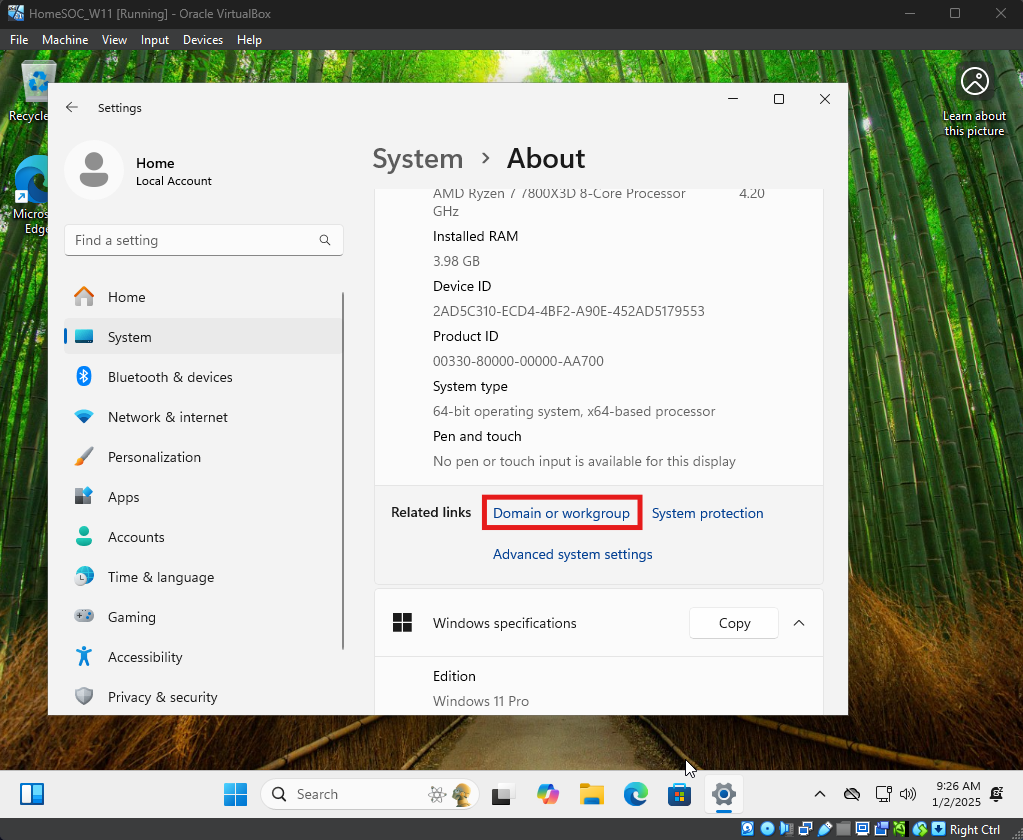 HomeSOC_W11 [Running] - Oracle VirtualBox
File Machine View Input Devices Help
Recycle
Learn about
this picture
Micros
Edge
Settings
Home
Local Account
Find a setting
Home
System
Bluetooth & devices
Network & internet
Personalization
Apps
Accounts
Time & language
Gaming
Accessibility
Privacy & security
System > About
AMD Ryzen 7 7800X3D 8-Core Processor 4.20
GHz
Installed RAM
3.98 GB
Device ID
2AD5C310-ECD4-4BF2-A90E-452AD5179553
Product ID
00330-80000-00000-AA700
System type
64-bit operating system, x64-based processor
Pen and touch
No pen or touch input is available for this display
Related links Domain or workgroup System protection
Advanced system settings
Windows specifications Copy
Edition
Windows 11 Pro
Search
9:26 AM
1/2/2025
Right Ctrl